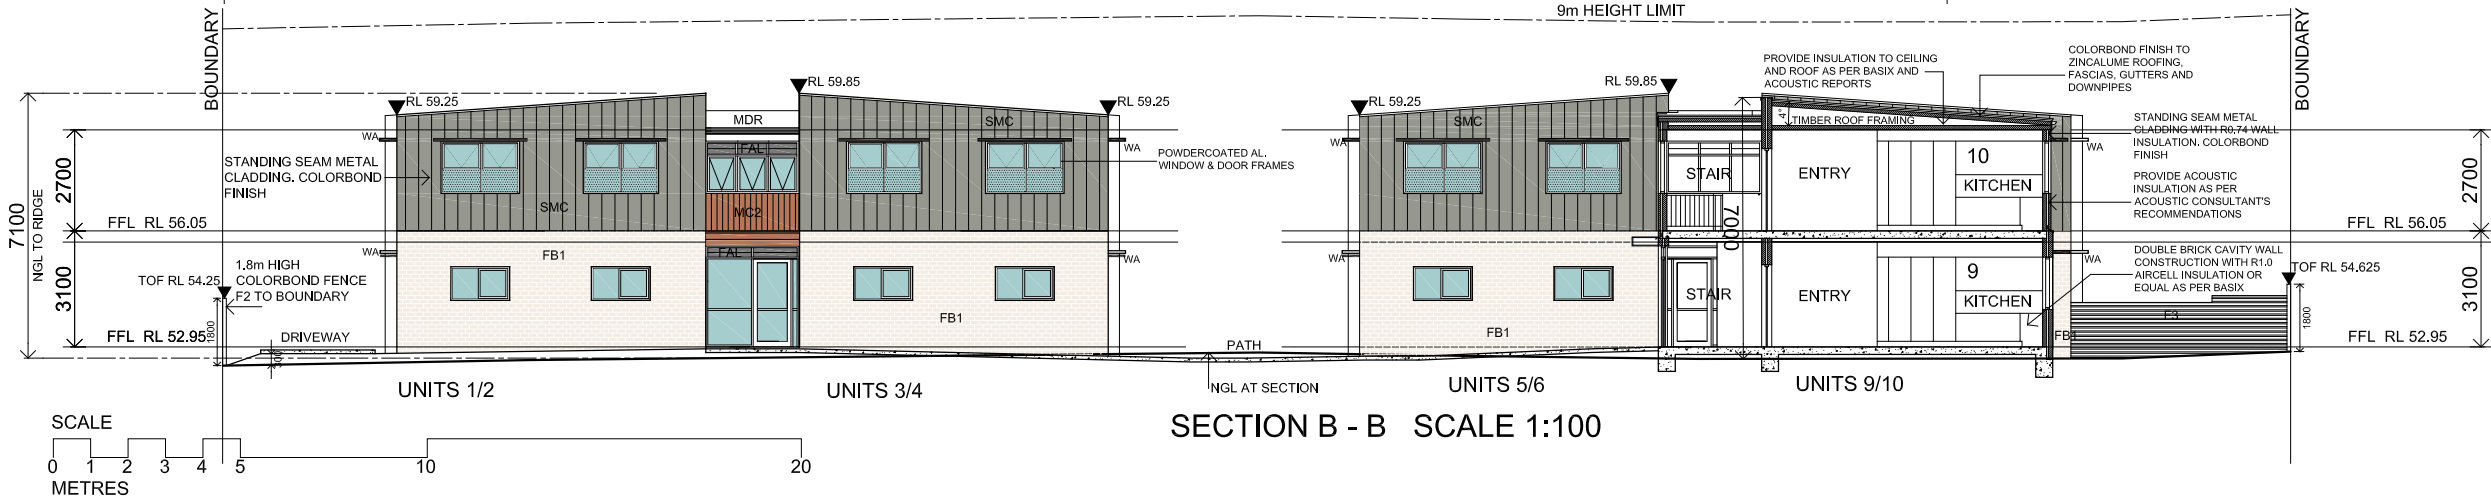 9m HEIGHT LIMIT
BOUNDARY
BOUNDARY
RL 59.25
RL 59.85
RL 59.25
RL 59.25
RL 59.85
PROVIDE INSULATION TO CEILING
AND ROOF AS PER BASIX AND
ACOUSTIC REPORTS
COLORBOND FINISH TO
ZINCALUME ROOFING,
FASCIAS, GUTTERS AND
DOWNPIPES
MDR
SMC
SMC
4°
TIMBER ROOF FRAMING
STANDING SEAM METAL
CLADDING WITH R0.74 WALL
INSULATION. COLORBOND
FINISH
WA
WA
WA
WA
FAL
POWDERCOATED AL.
WINDOW & DOOR FRAMES
STANDING SEAM METAL
CLADDING. COLORBOND
FINISH
SMC
MC2
STAIR
ENTRY
10
KITCHEN
PROVIDE ACOUSTIC
INSULATION AS PER
ACOUSTIC CONSULTANT'S
RECOMMENDATIONS
2700
2700
7100
NGL TO RIDGE
7000
FFL RL 56.05
FFL RL 56.05
WA
WA
WA
WA
FB1
FAL
DOUBLE BRICK CAVITY WALL
CONSTRUCTION WITH R1.0
AIRCELL INSULATION OR
EQUAL AS PER BASIX
TOF RL 54.25
1.8m HIGH
COLORBOND FENCE
F2 TO BOUNDARY
3100
3100
STAIR
ENTRY
9
KITCHEN
TOF RL 54.625
FB1
FB1
FB1
F3
1800
1800
FFL RL 52.95
FFL RL 52.95
DRIVEWAY
PATH
NGL AT SECTION
UNITS 1/2
UNITS 3/4
UNITS 5/6
UNITS 9/10
SECTION B - B SCALE 1:100
SCALE
0 1 2 3 4 5 10 20
METRES